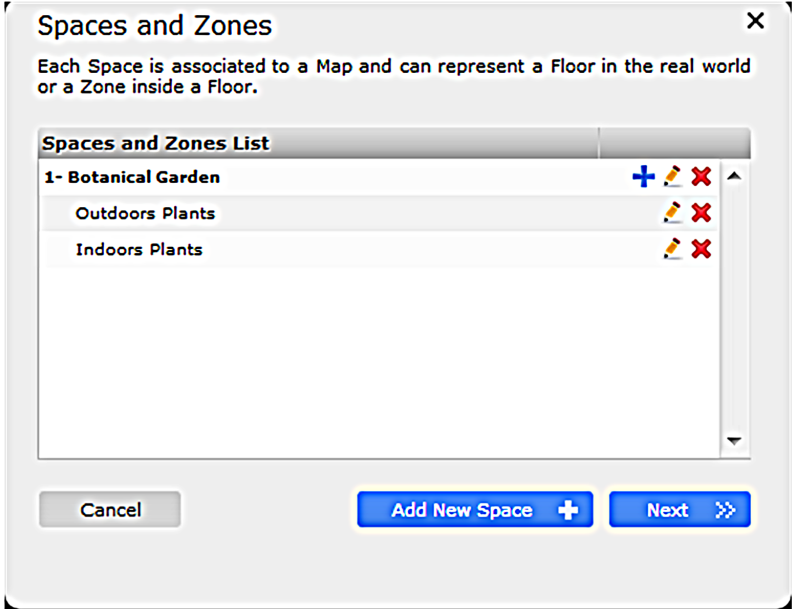 Spaces and Zones
Each Space is associated to a Map and can represent a Floor in the real world
or a Zone inside a Floor.
Spaces and Zones List
1- Botanical Garden
Outdoors Plants
Indoors Plants
Cancel
Add New Space
Next